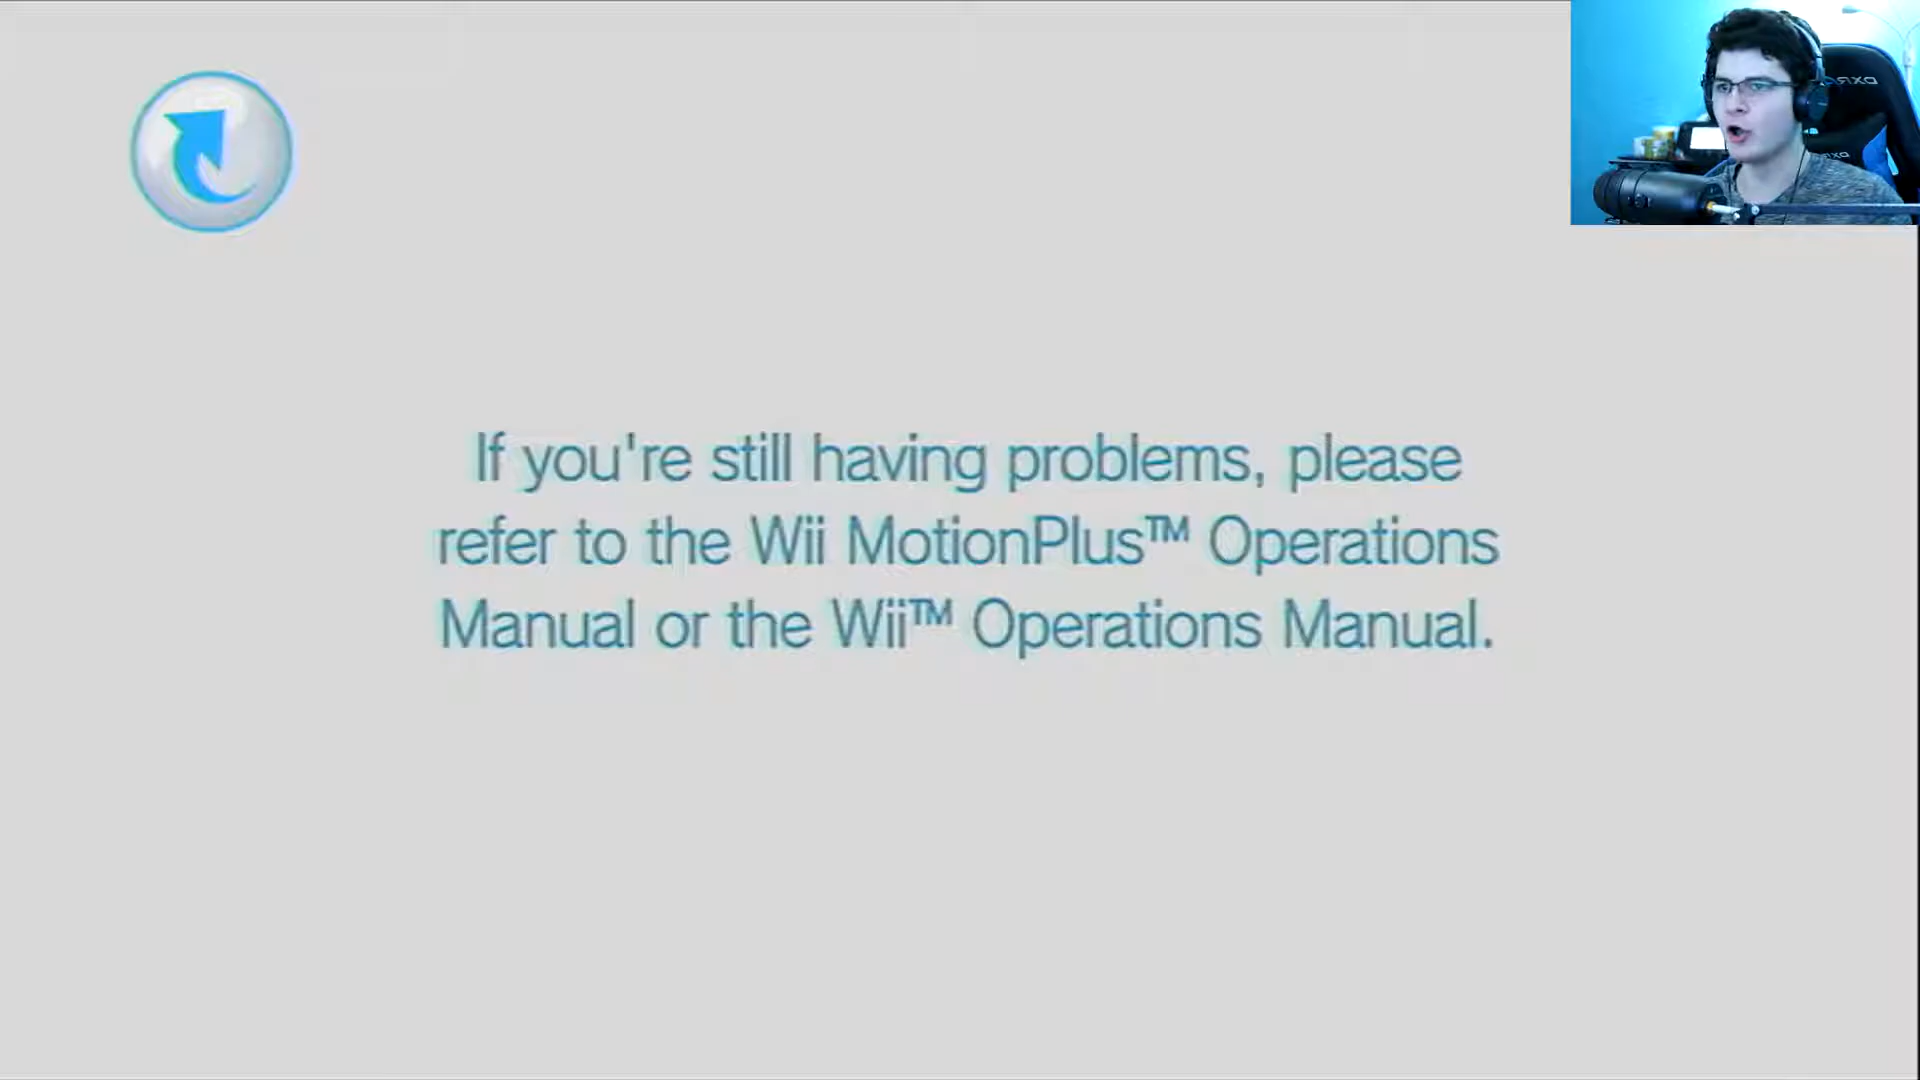 If you're still having problems, please
refer to the Wii MotionPlus™ Operations
Manual or the Wii™ Operations Manual.